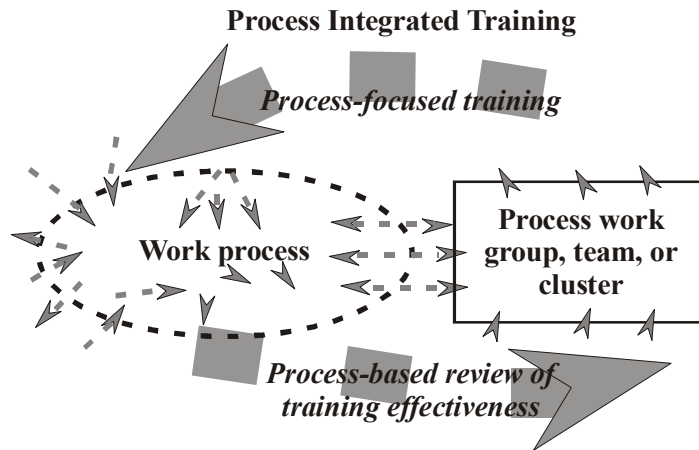 Process Integrated Training
Process-focused training
Work process
Process work
group, team, or
cluster
Process-based review of
training effectiveness